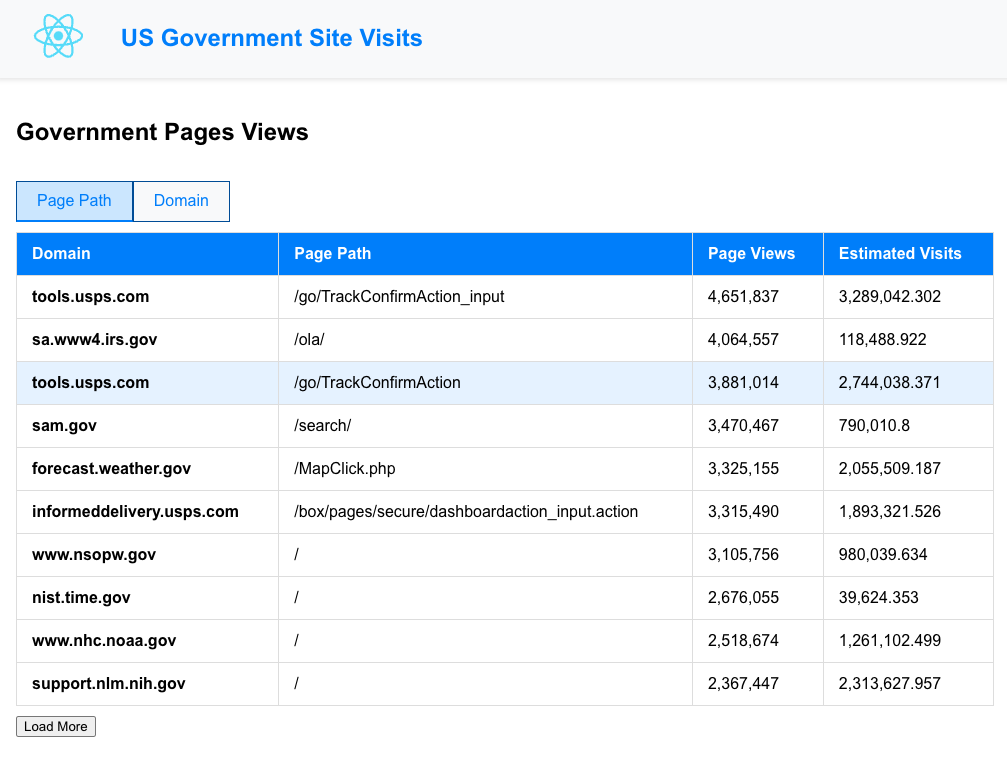 US Government Site Visits
Government Pages Views
Page Path Domain
Domain Page Path Page Views Estimated Visits
tools.usps.com /go/TrackConfirmAction_input 4,651,837 3,289,042.302
sa.www4.irs.gov /ola/ 4,064,557 118,488.922
tools.usps.com /go/TrackConfirmAction 3,881,014 2,744,038.371
sam.gov /search/ 3,470,467 790,010.8
forecast.weather.gov /MapClick.php 3,325,155 2,055,509.187
informeddelivery.usps.com /box/pages/secure/dashboardaction_input.action 3,315,490 1,893,321.526
www.nsopw.gov / 3,105,756 980,039.634
nist.time.gov / 2,676,055 39,624.353
www.nhc.noaa.gov / 2,518,674 1,261,102.499
support.nlm.nih.gov / 2,367,447 2,313,627.957
Load More